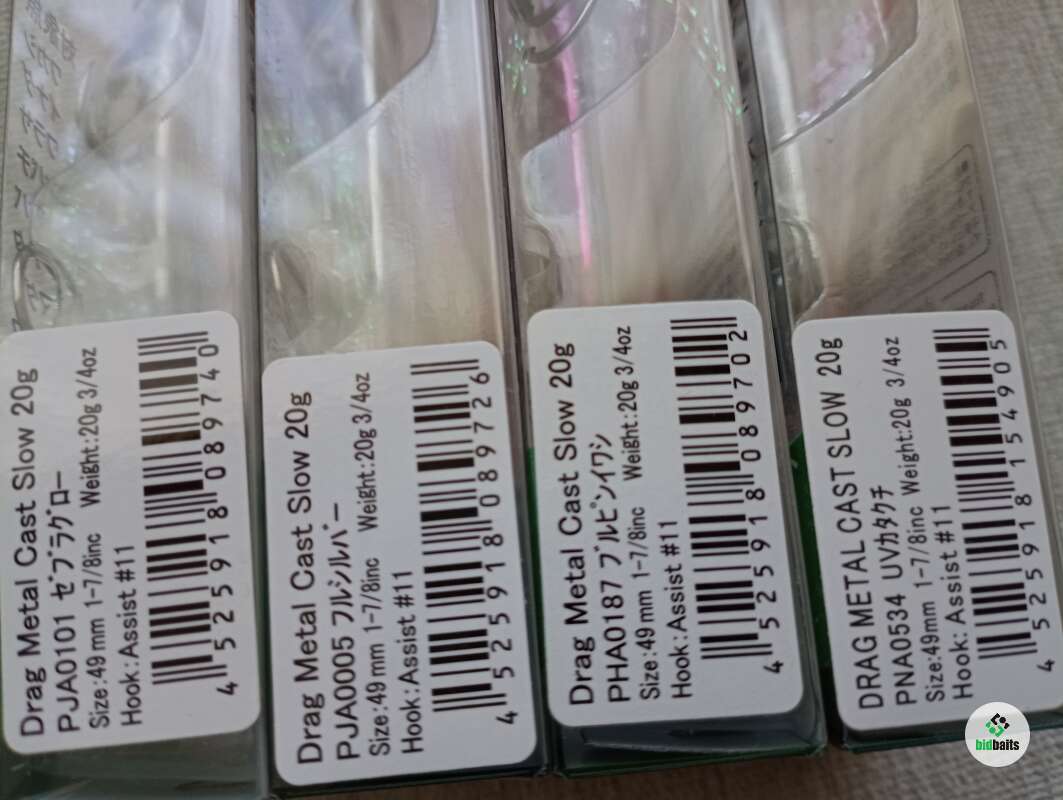 Drag Metal Cast Slow 20g
PJA0101 ゼブラグロー
Size:49mm 1-7/8inc Weight:20g 3/4oz
Hook:Assist #11
4 525918 089740
Drag Metal Cast Slow 20g
PJA0005 フルシルバー
Size:49mm 1-7/8inc Weight:20g 3/4oz
Hook:Assist #11
4 525918 089726
Drag Metal Cast Slow 20g
PHA0187 ブルピンイワシ
Size:49mm 1-7/8inc Weight:20g 3/4oz
Hook:Assist #11
4 525918 089702
DRAG METAL CAST SLOW 20g
PNA0534 UVカタクチ
Size:49mm 1-7/8inc Weight:20g 3/4oz
Hook: Assist #11
4 525918 154905
bidbaits